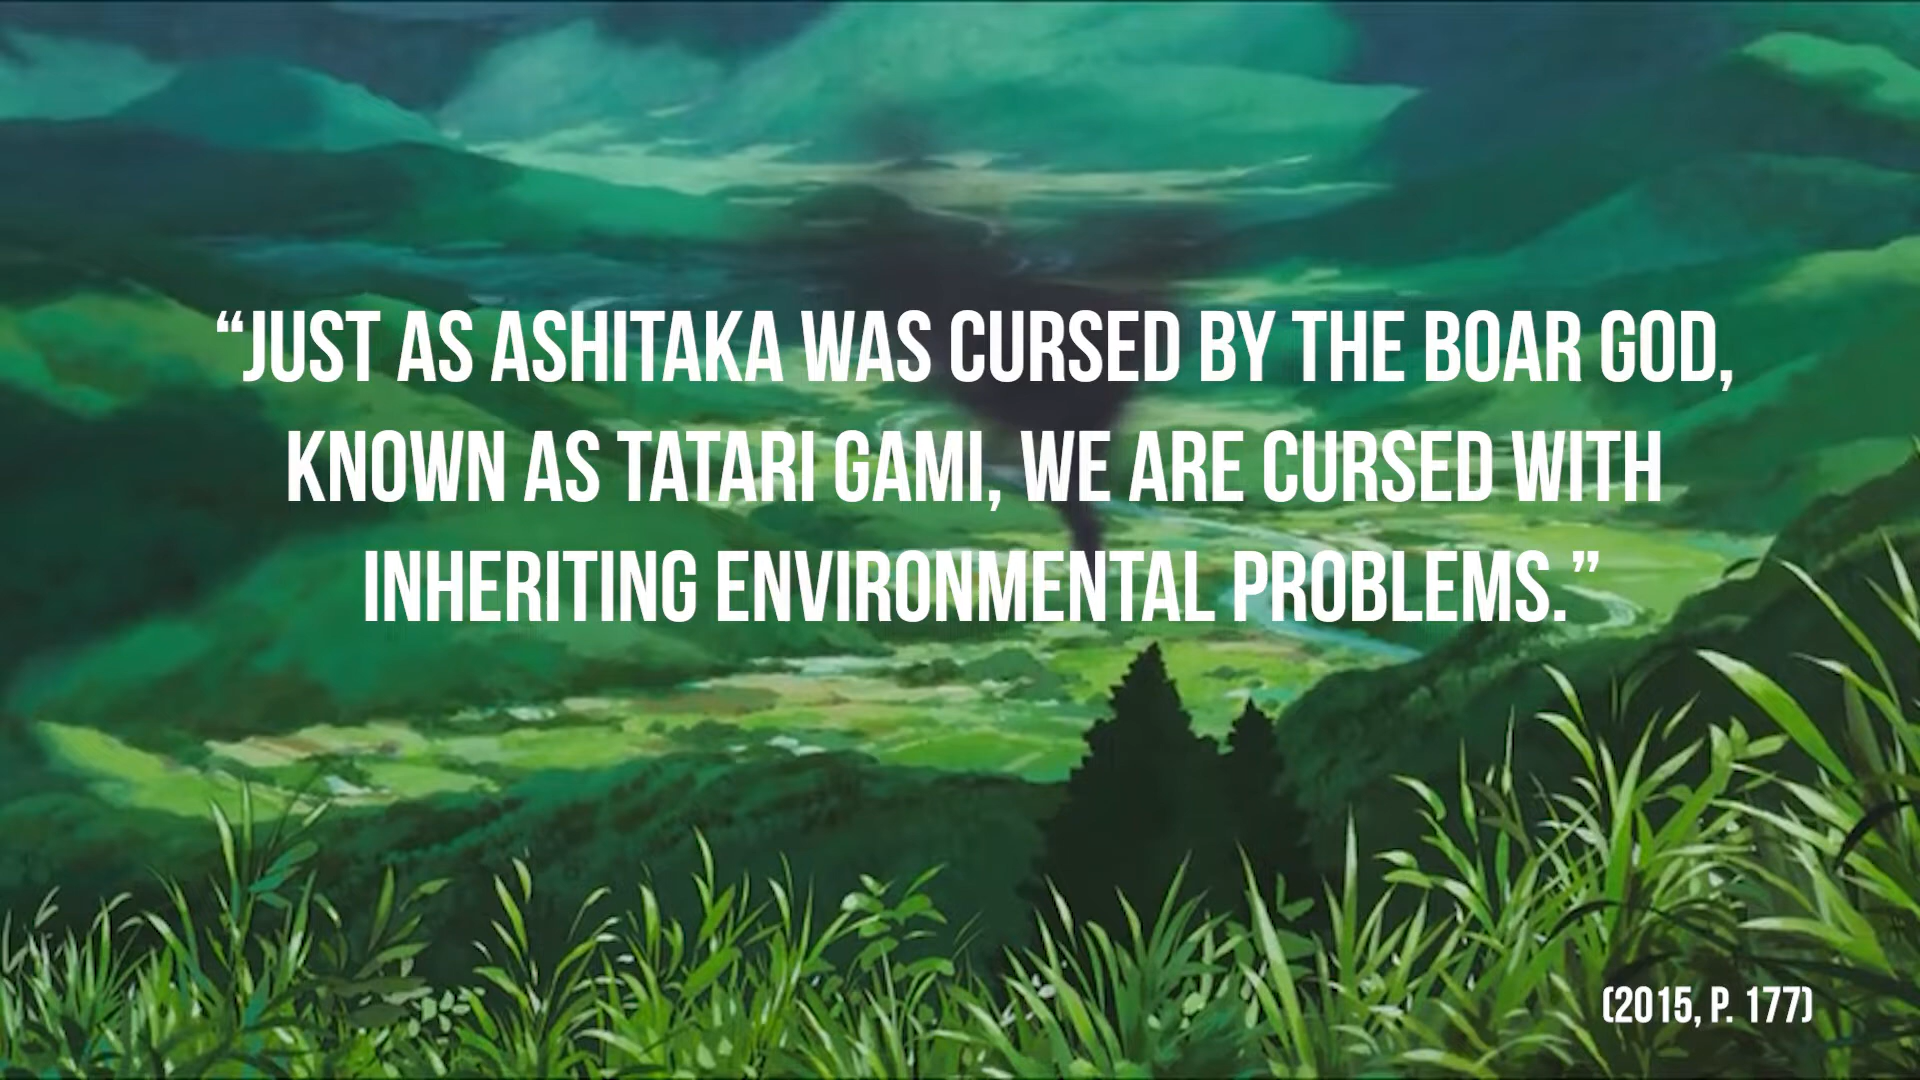 “JUST AS ASHITAKA WAS CURSED BY THE BOAR GOD,
KNOWN AS TATARI GAMI, WE ARE CURSED WITH
INHERITING ENVIRONMENTAL PROBLEMS.”
(2015, P. 177)